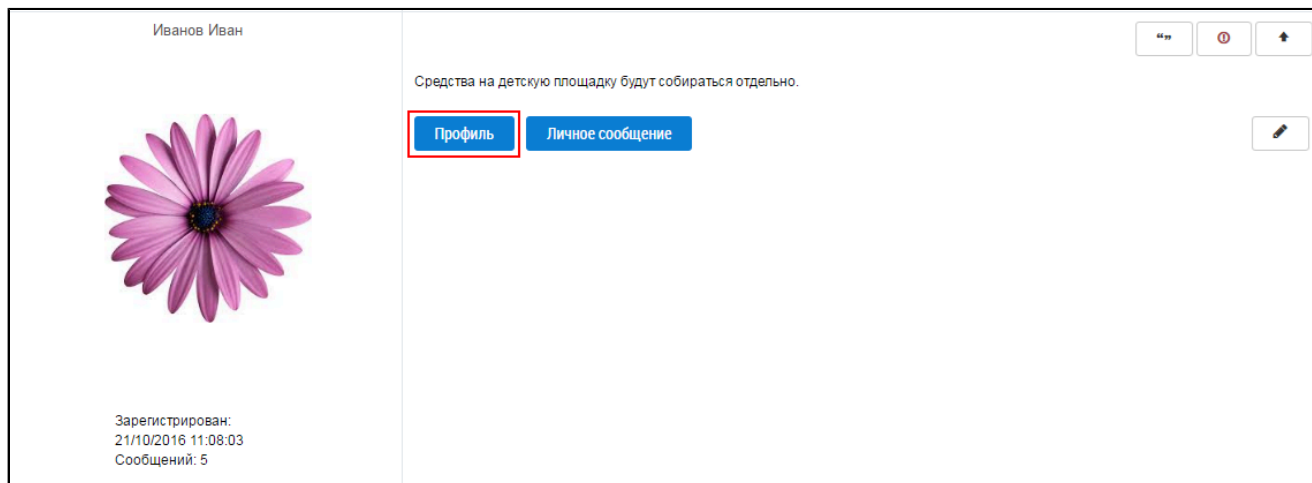 Иванов Иван
“”
Средства на детскую площадку будут собираться отдельно.
Профиль
Личное сообщение
Зарегистрирован:
21/10/2016 11:08:03
Сообщений: 5